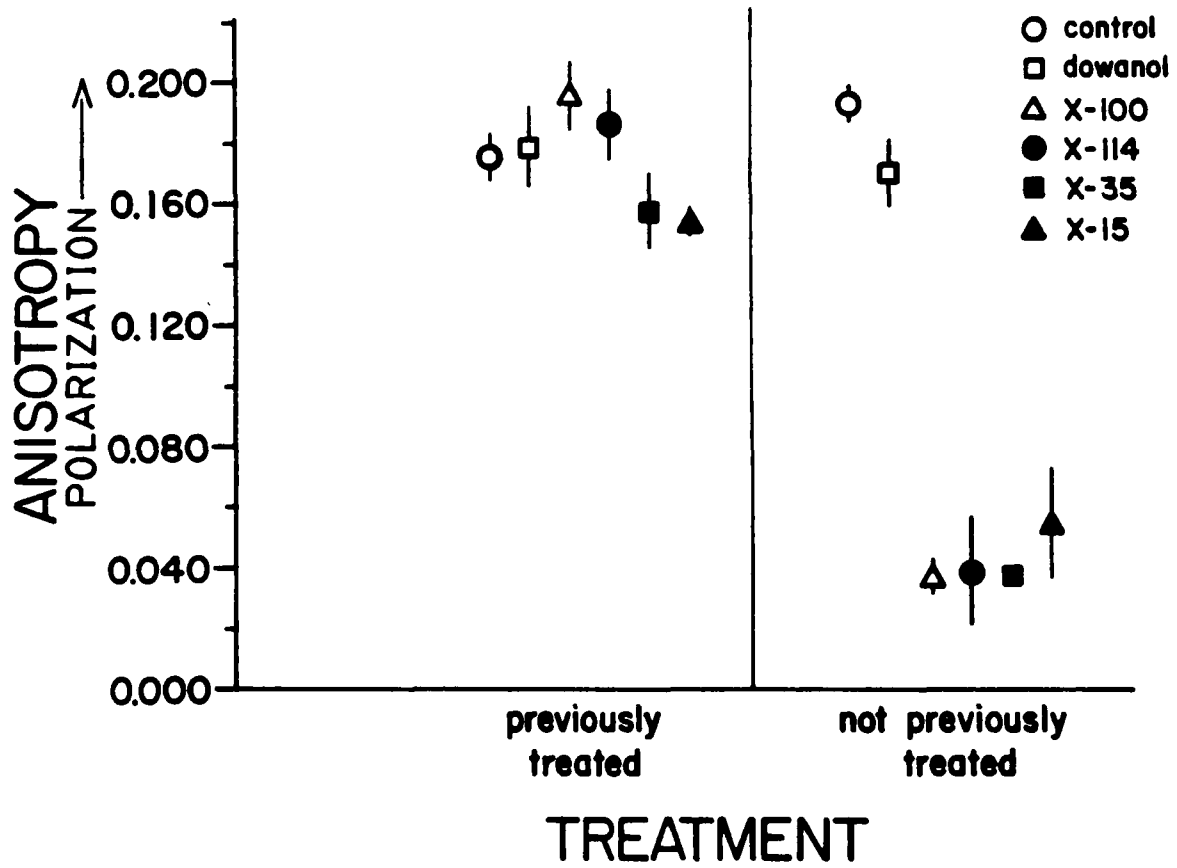 ANISOTROPY
POLARIZATION
0.200
0.160
0.120
0.080
0.040
0.000
control
dowanol
X-100
X-114
X-35
X-15
previously
treated
not previously
treated
TREATMENT